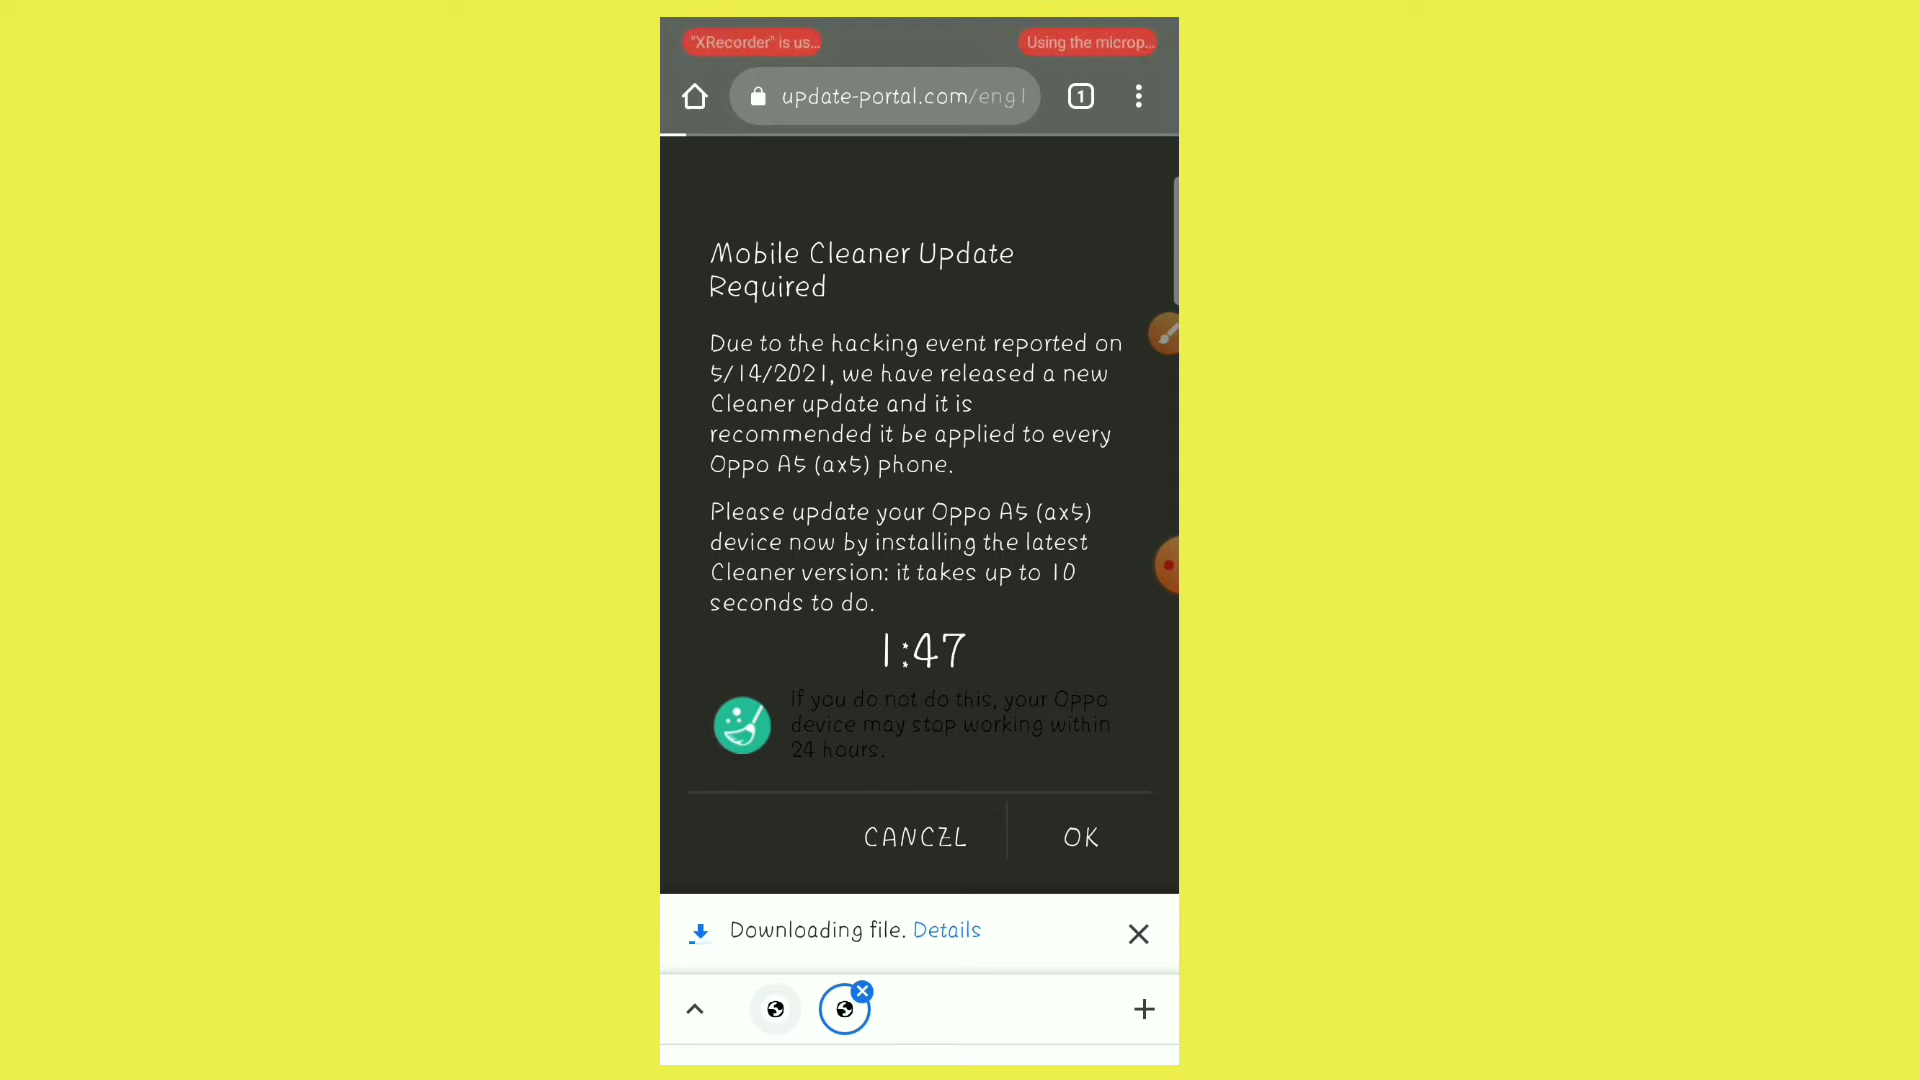 "XRecorder" is us...
Using the microp...
update-portal.com/engl
1
Mobile Cleaner Update
Required
Due to the hacking event reported on
5/14/2021, we have released a new
Cleaner update and it is
recommended it be applied to every
Oppo A5 (ax5) phone.
Please update your Oppo A5 (ax5)
device now by installing the latest
Cleaner version: it takes up to 10
seconds to do.
1:47
If you do not do this, your Oppo
device may stop working within
24 hours.
CANCEL
OK
Downloading file. Details